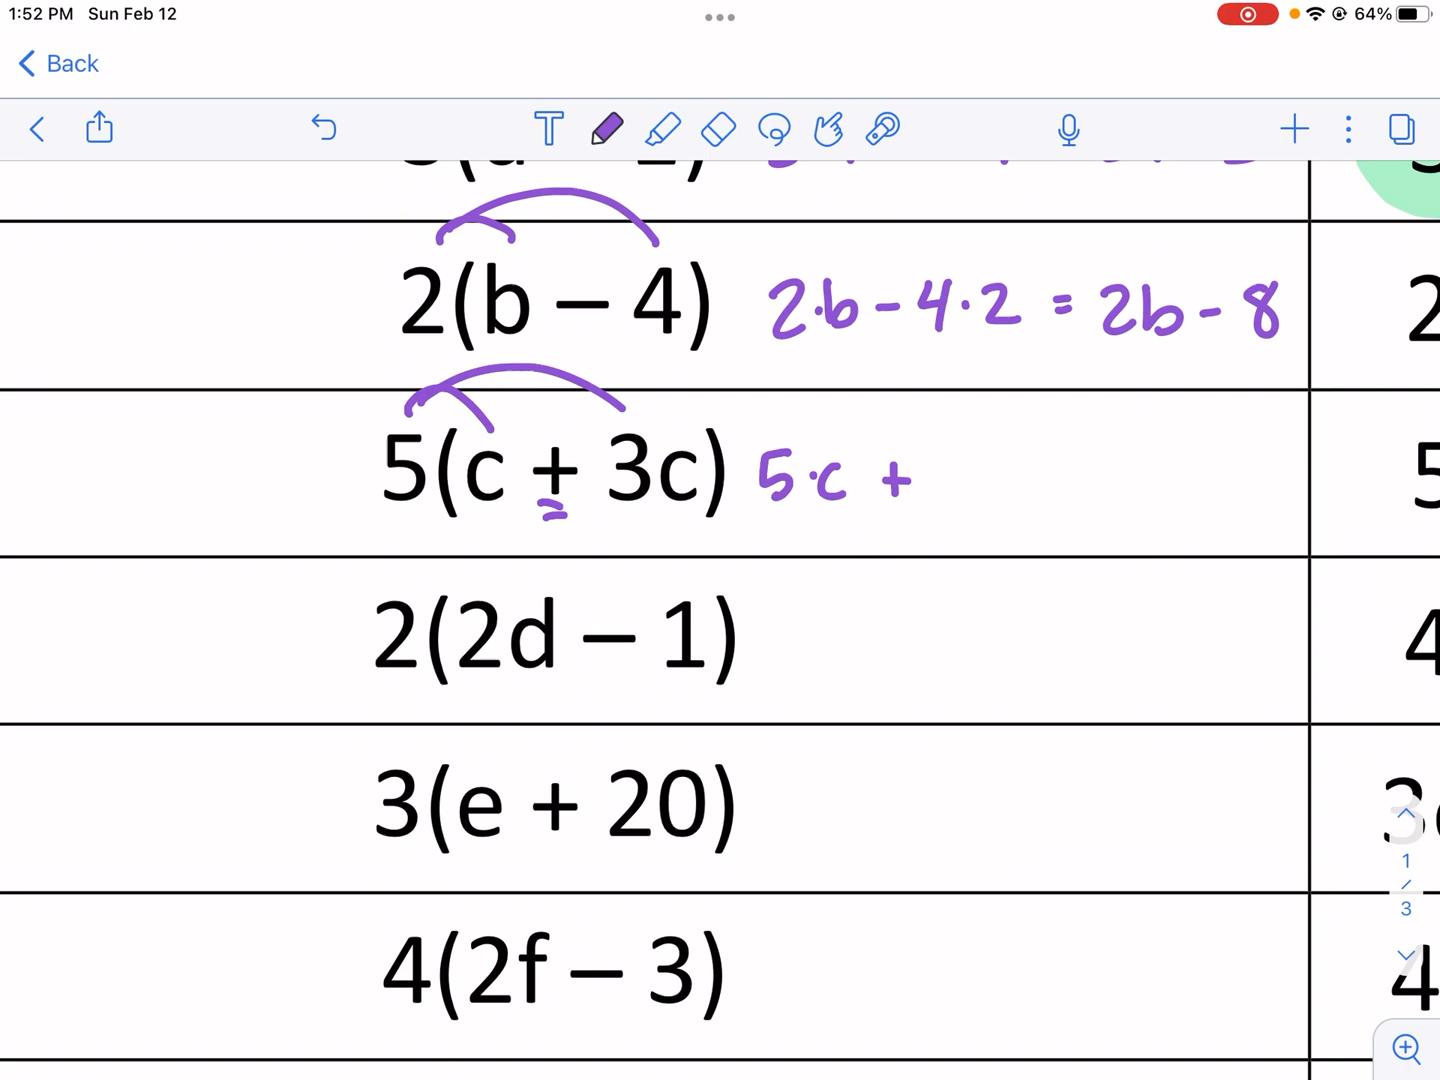 1:52 PM Sun Feb 12
64%
Back
2(b – 4) 2·b – 4·2 = 2b – 8
5(c + 3c) 5·c +
2(2d – 1)
3(e + 20)
4(2f – 3)
1
/
3